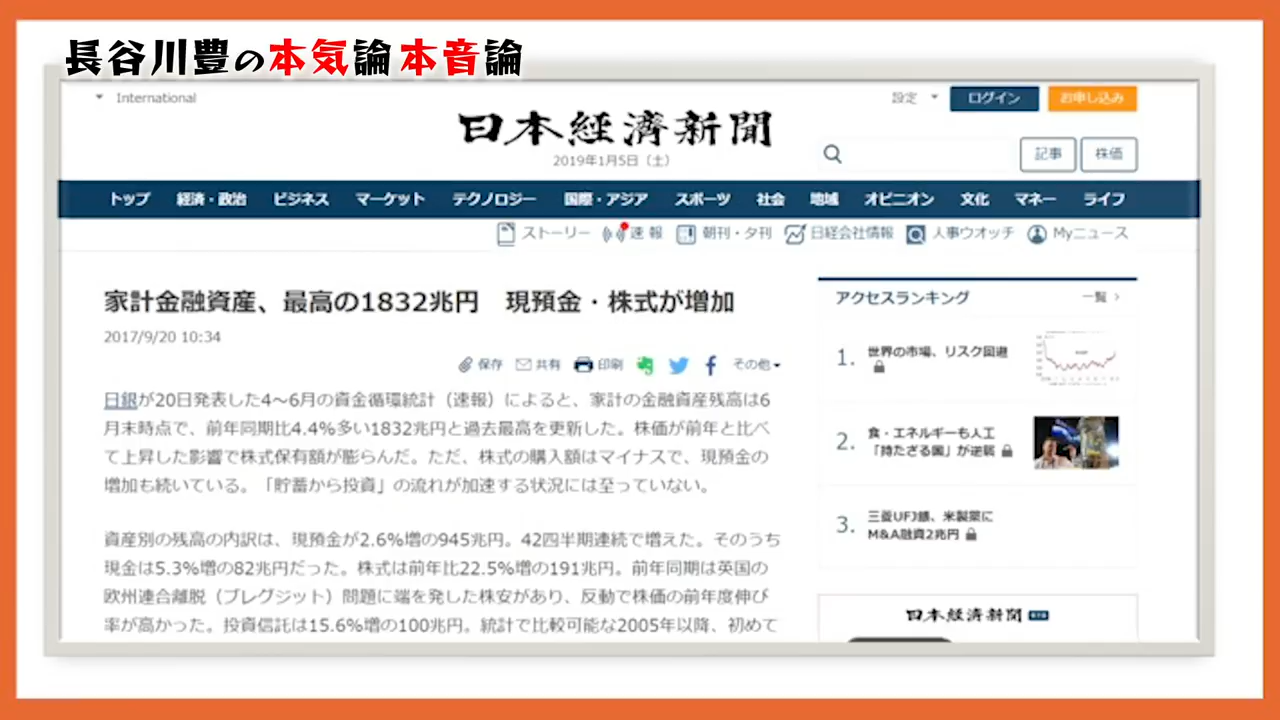 長谷川豊の本気論本音論
International
設定
ログイン
お申し込み
日本経済新聞
2019年1月5日（土）
記事
株価
トップ 経済・政治 ビジネス マーケット テクノロジー 国際・アジア スポーツ 社会 地域 オピニオン 文化 マネー ライフ
ストーリー 速報 朝刊・夕刊 日経会社情報 人事ウオッチ Myニュース
家計金融資産、最高の1832兆円　現預金・株式が増加
2017/9/20 10:34
保存 共有 印刷 その他
日銀が20日発表した4～6月の資金循環統計（速報）によると、家計の金融資産残高は6
月末時点で、前年同期比4.4%多い1832兆円と過去最高を更新した。株価が前年と比べ
て上昇した影響で株式保有額が膨らんだ。ただ、株式の購入額はマイナスで、現預金の
増加も続いている。「貯蓄から投資」の流れが加速する状況には至っていない。
資産別の残高の内訳は、現預金が2.6%増の945兆円。42四半期連続で増えた。そのうち
現金は5.3%増の82兆円だった。株式は前年比22.5%増の191兆円。前年同期は英国の
欧州連合離脱（ブレグジット）問題に端を発した株安があり、反動で株価の前年度伸び
率が高かった。投資信託は15.6%増の100兆円。統計で比較可能な2005年以降、初めて
アクセスランキング
一覧
1. 世界の市場、リスク回避
2. 食・エネルギーも人工
「持たざる国」が逆襲
3. 三菱UFJ銀、米製薬に
M&A融資2兆円
日本経済新聞